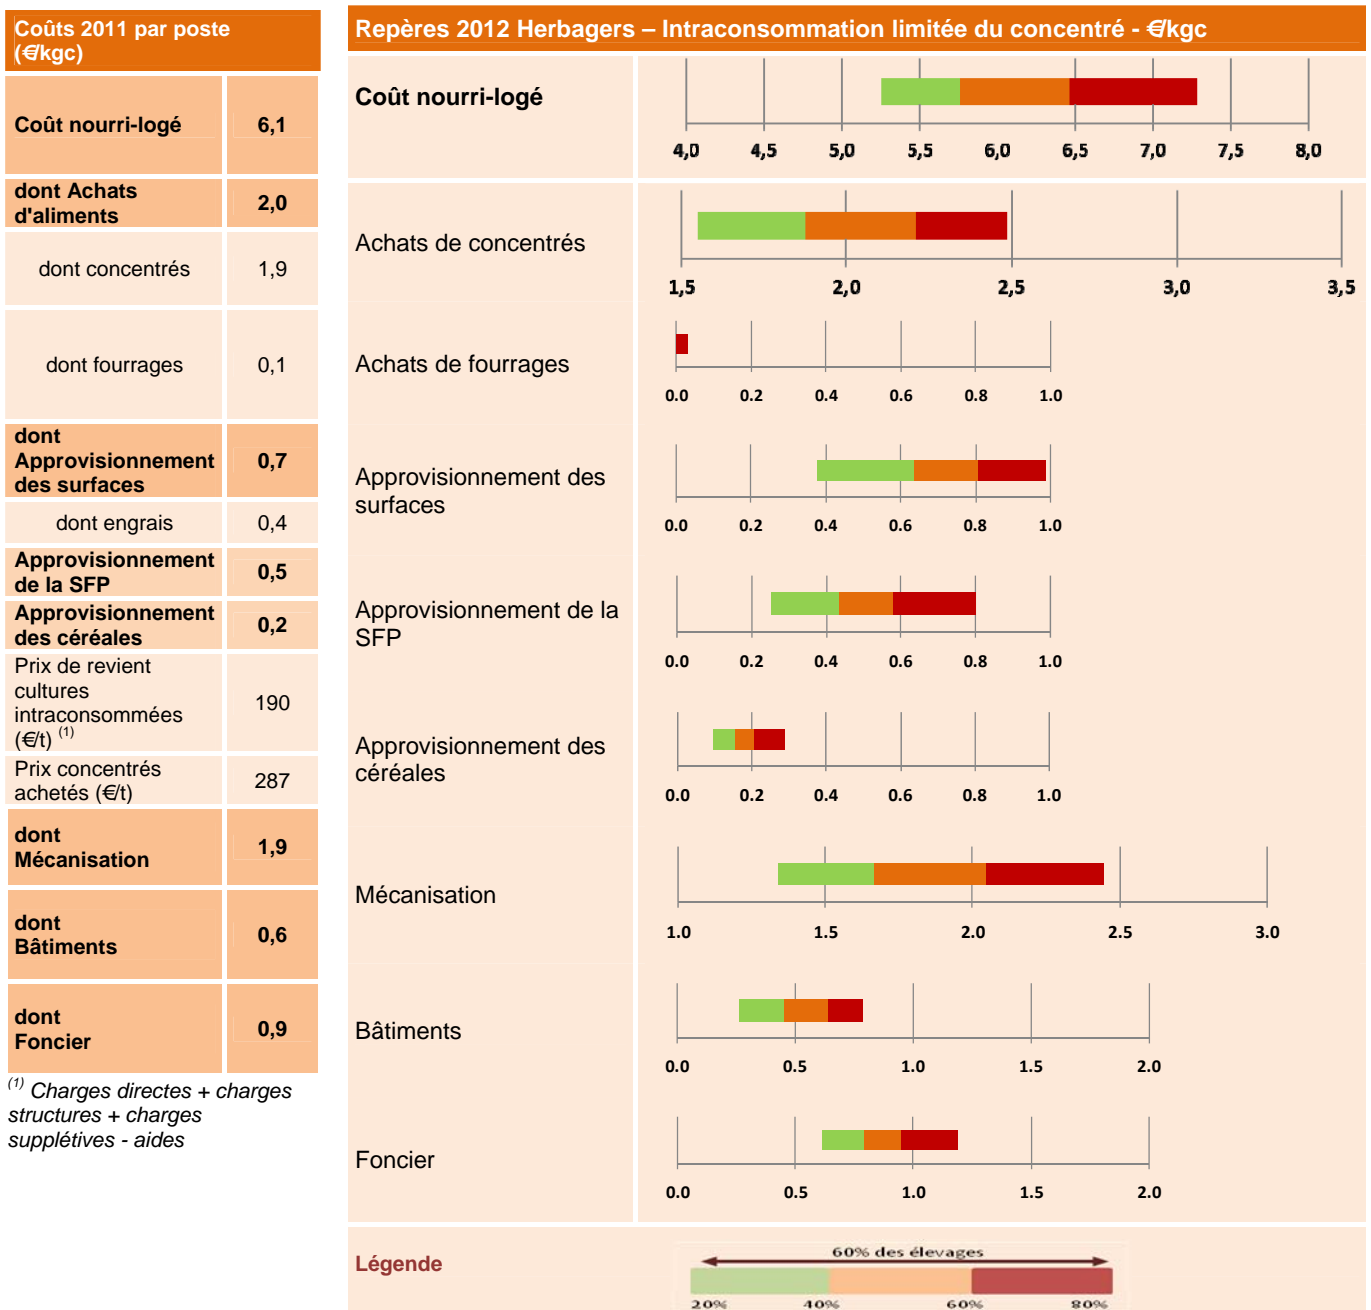 Coûts 2011 par poste
(€/kgc)
Coût nourri-logé 6,1
dont Achats
d'aliments 2,0
dont concentrés 1,9
dont fourrages 0,1
dont
Approvisionnement
des surfaces 0,7
dont engrais 0,4
Approvisionnement
de la SFP 0,5
Approvisionnement
des céréales 0,2
Prix de revient
cultures
intraconsommées
(€/t) (1) 190
Prix concentrés
achetés (€/t) 287
dont
Mécanisation 1,9
dont
Bâtiments 0,6
dont
Foncier 0,9
(1) Charges directes + charges
structures + charges
supplétives - aides
Repères 2012 Herbagers – Intraconsommation limitée du concentré - €/kgc
Coût nourri-logé
4,0 4,5 5,0 5,5 6,0 6,5 7,0 7,5 8,0
Achats de concentrés
1,5 2,0 2,5 3,0 3,5
Achats de fourrages
0.0 0.2 0.4 0.6 0.8 1.0
Approvisionnement des
surfaces
0.0 0.2 0.4 0.6 0.8 1.0
Approvisionnement de la
SFP
0.0 0.2 0.4 0.6 0.8 1.0
Approvisionnement des
céréales
0.0 0.2 0.4 0.6 0.8 1.0
Mécanisation
1.0 1.5 2.0 2.5 3.0
Bâtiments
0.0 0.5 1.0 1.5 2.0
Foncier
0.0 0.5 1.0 1.5 2.0
Légende
60% des élevages
20% 40% 60% 80%